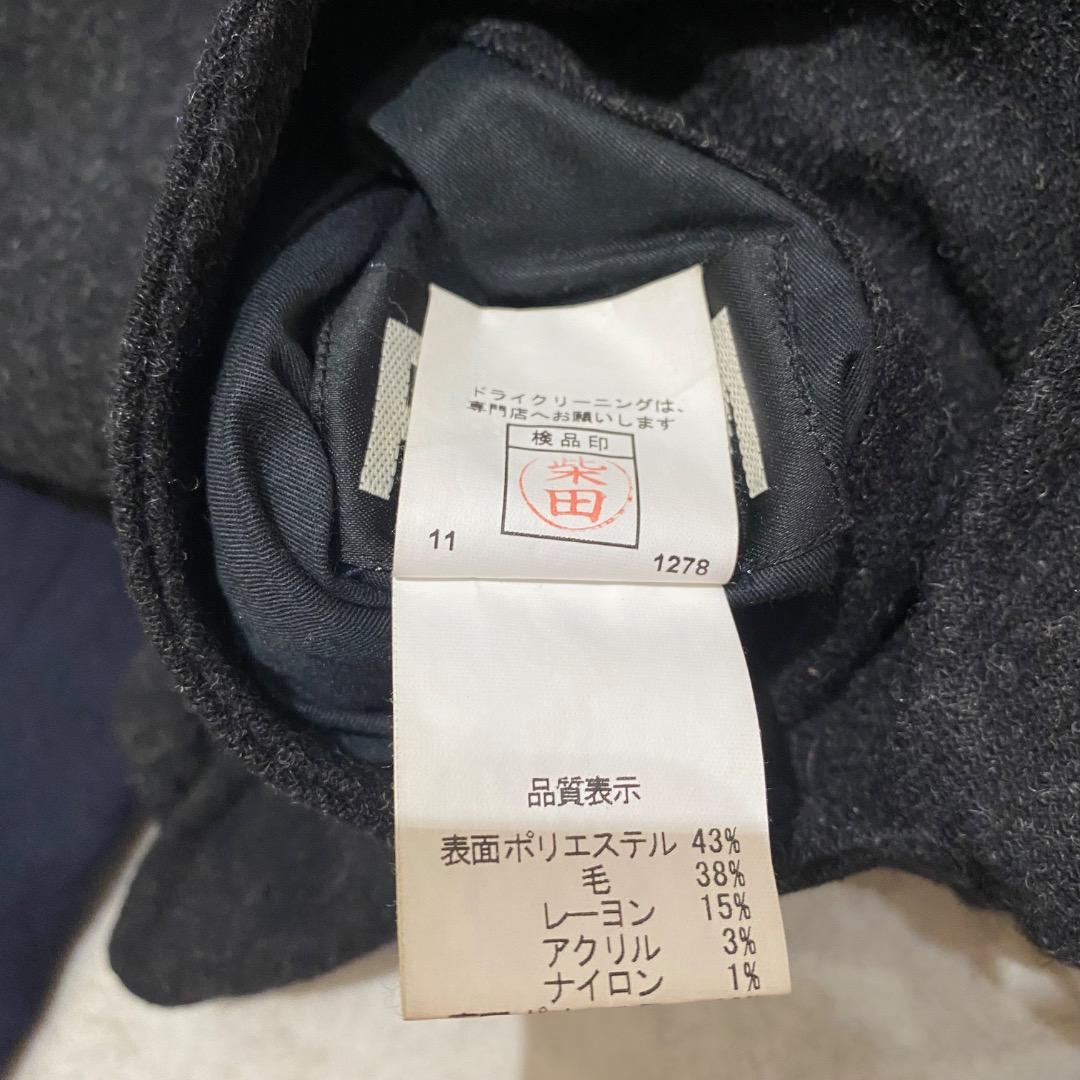 ドライクリーニングは、
専門店へお願いします
検品印
柴
田
11
1278
品質表示
表面ポリエステル 43%
毛 38%
レーヨン 15%
アクリル 3%
ナイロン 1%